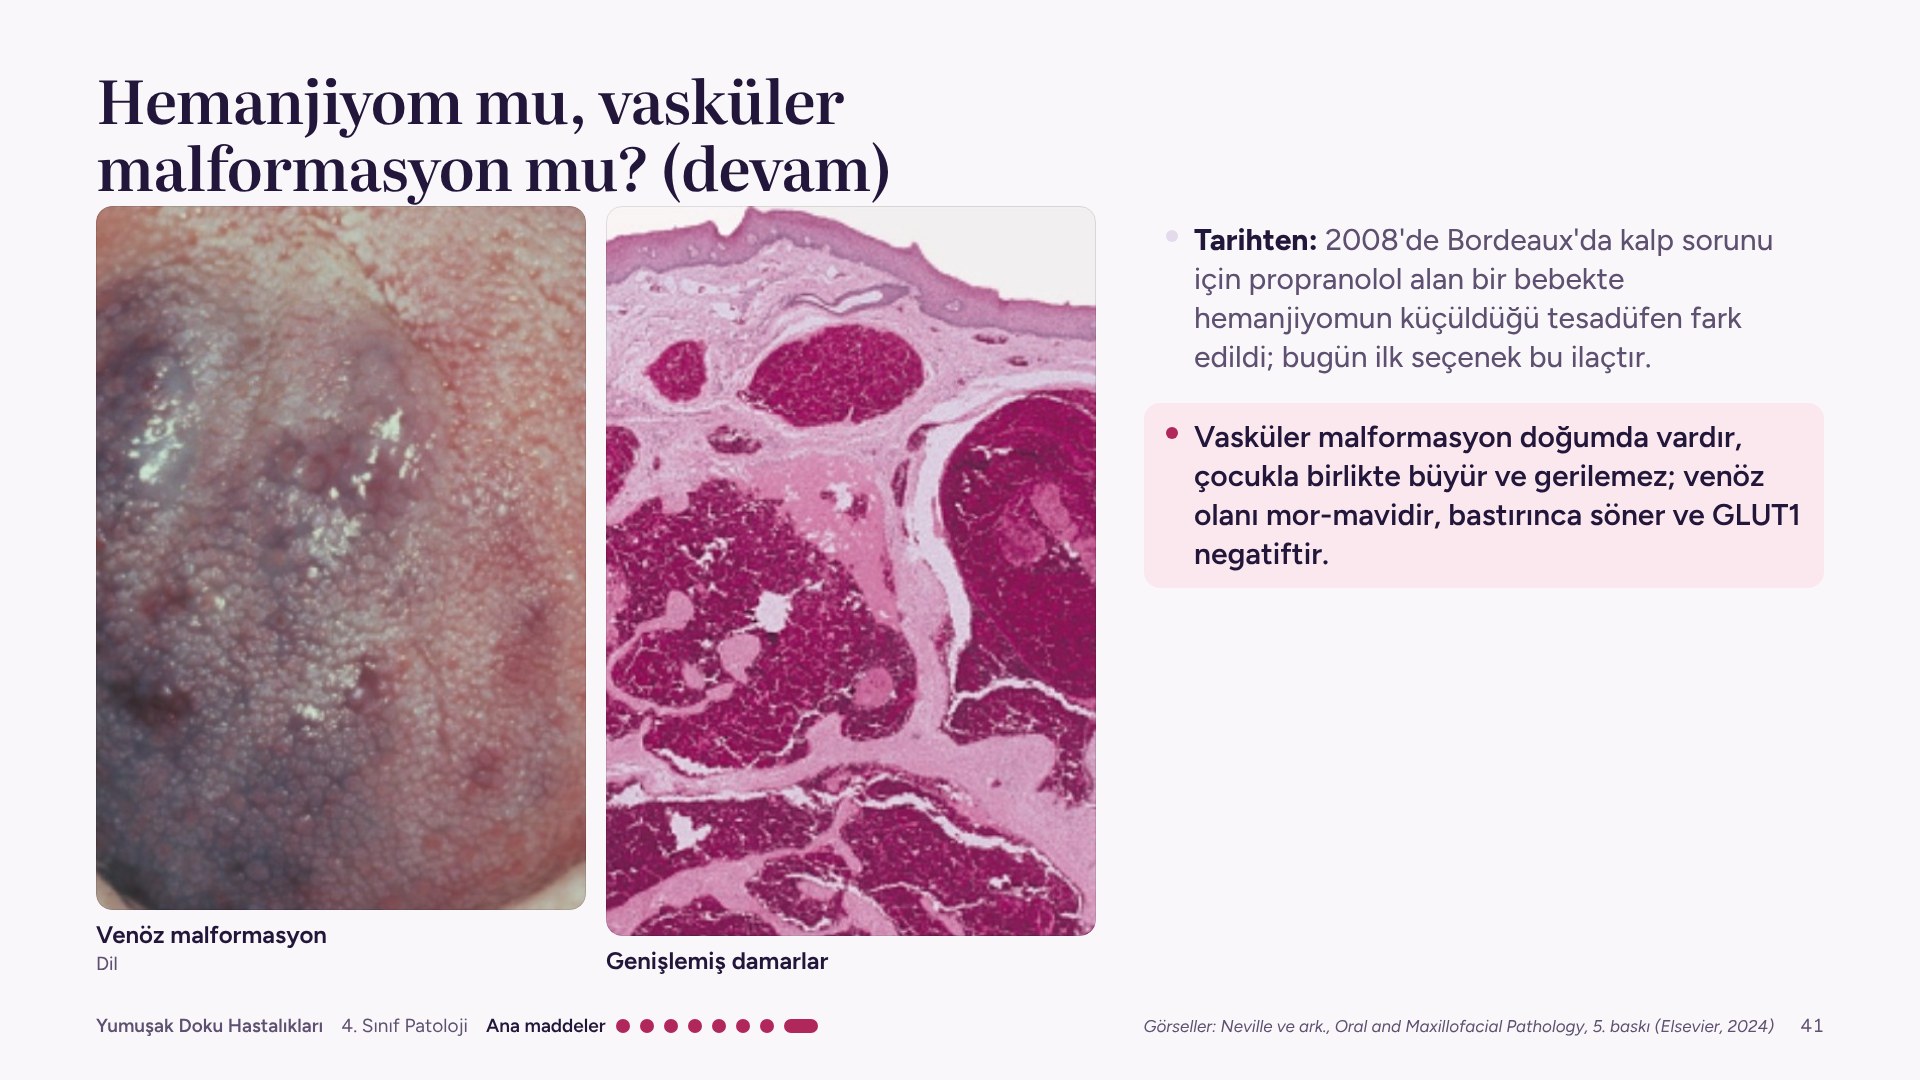 Hemanjiyom mu, vasküler
malformasyon mu? (devam)
Venöz malformasyon
Dil
Genişlemiş damarlar
Tarihten: 2008'de Bordeaux'da kalp sorunu
için propranolol alan bir bebekte
hemanjiyomun küçüldüğü tesadüfen fark
edildi; bugün ilk seçenek bu ilaçtır.
Vasküler malformasyon doğumda vardır,
çocukla birlikte büyür ve gerilemez; venöz
olanı mor-mavidir, bastırınca söner ve GLUT1
negatiftir.
Yumuşak Doku Hastalıkları 4. Sınıf Patoloji Ana maddeler
Görseller: Neville ve ark., Oral and Maxillofacial Pathology, 5. baskı (Elsevier, 2024) 41